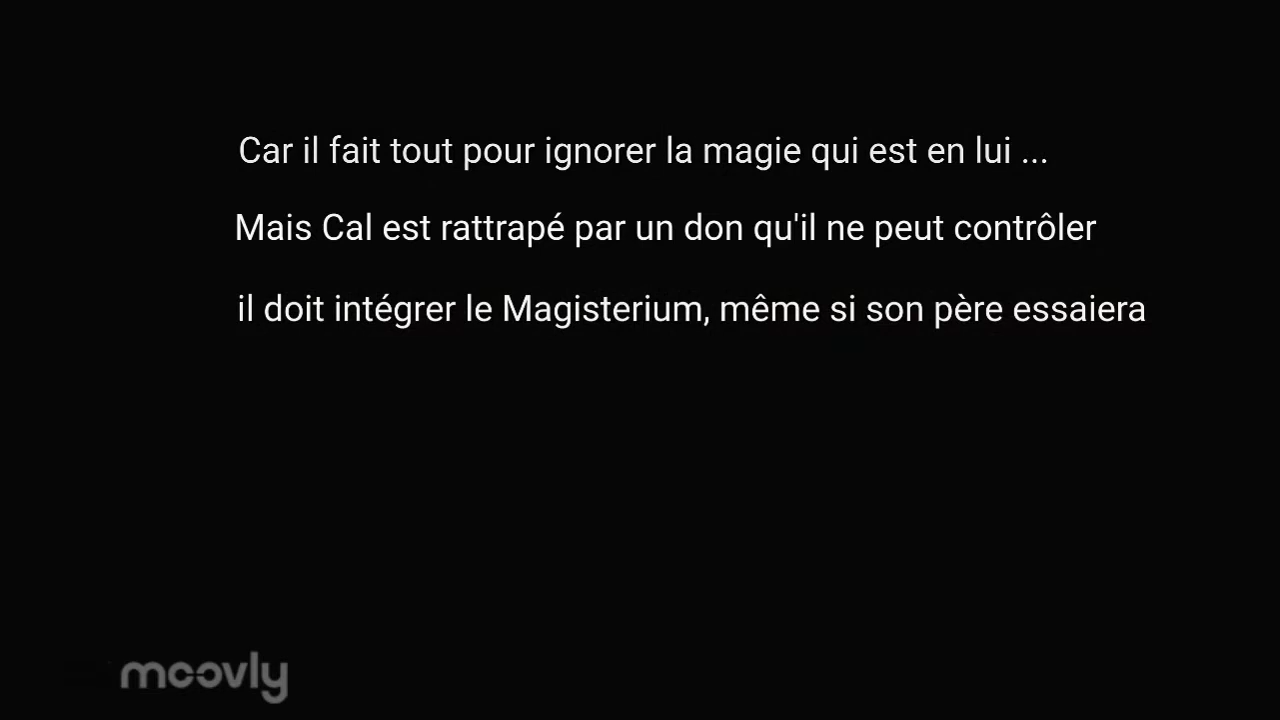 Car il fait tout pour ignorer la magie qui est en lui ...
Mais Cal est rattrapé par un don qu'il ne peut contrôler
il doit intégrer le Magisterium, même si son père essaiera
moovly